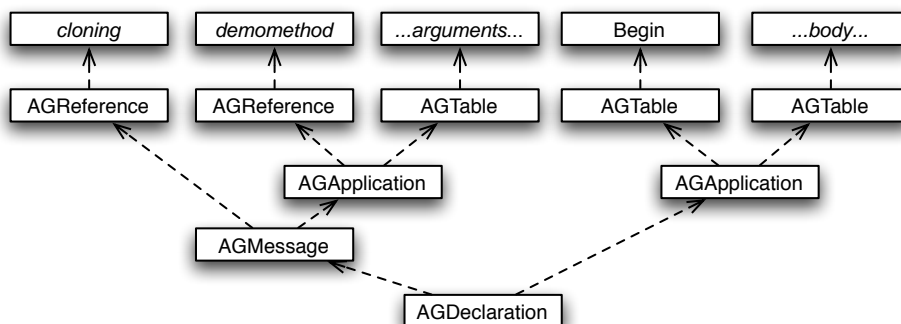 cloning
demomethod
...arguments...
Begin
...body...
AGReference
AGReference
AGTable
AGTable
AGTable
AGApplication
AGApplication
AGMessage
AGDeclaration